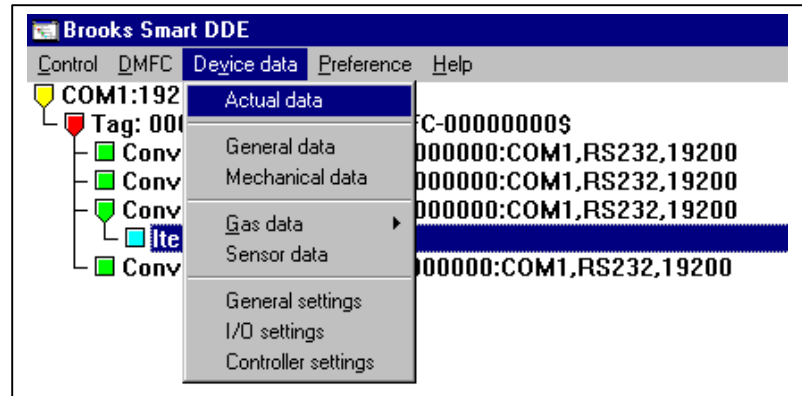 Brooks Smart DDE
Control DMFC Device data Preference Help
COM1:192
Actual data
Tag: 00 C-00000000$
General data
Conv 000000:COM1,RS232,19200
Mechanical data
Conv 000000:COM1,RS232,19200
Gas data
Conv 000000:COM1,RS232,19200
Sensor data
Ite
Conv 000000:COM1,RS232,19200
General settings
I/O settings
Controller settings